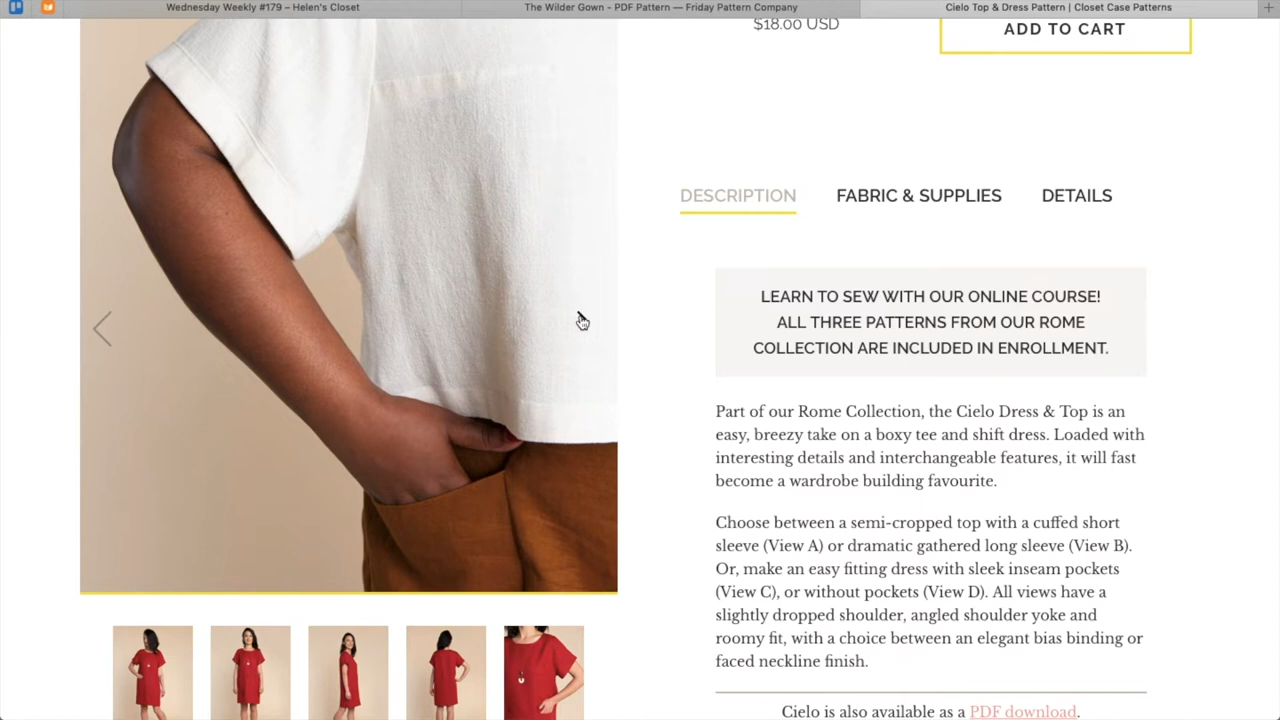 Wednesday Weekly #179 – Helen's Closet
The Wilder Gown - PDF Pattern — Friday Pattern Company
Cielo Top & Dress Pattern | Closet Case Patterns
$18.00 USD
ADD TO CART
DESCRIPTION
FABRIC & SUPPLIES
DETAILS
LEARN TO SEW WITH OUR ONLINE COURSE!
ALL THREE PATTERNS FROM OUR ROME
COLLECTION ARE INCLUDED IN ENROLLMENT.
Part of our Rome Collection, the Cielo Dress & Top is an
easy, breezy take on a boxy tee and shift dress. Loaded with
interesting details and interchangeable features, it will fast
become a wardrobe building favourite.
Choose between a semi-cropped top with a cuffed short
sleeve (View A) or dramatic gathered long sleeve (View B).
Or, make an easy fitting dress with sleek inseam pockets
(View C), or without pockets (View D). All views have a
slightly dropped shoulder, angled shoulder yoke and
roomy fit, with a choice between an elegant bias binding or
faced neckline finish.
Cielo is also available as a PDF download.